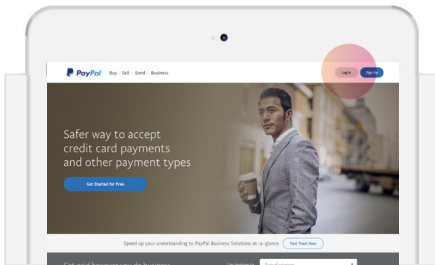 PayPal Buy Sell Send Business Log In Sign Up
Safer way to accept
credit card payments
and other payment types
Get Started for Free
Speed up your understanding to PayPal Business Solutions at-a-glance Fast Track Now